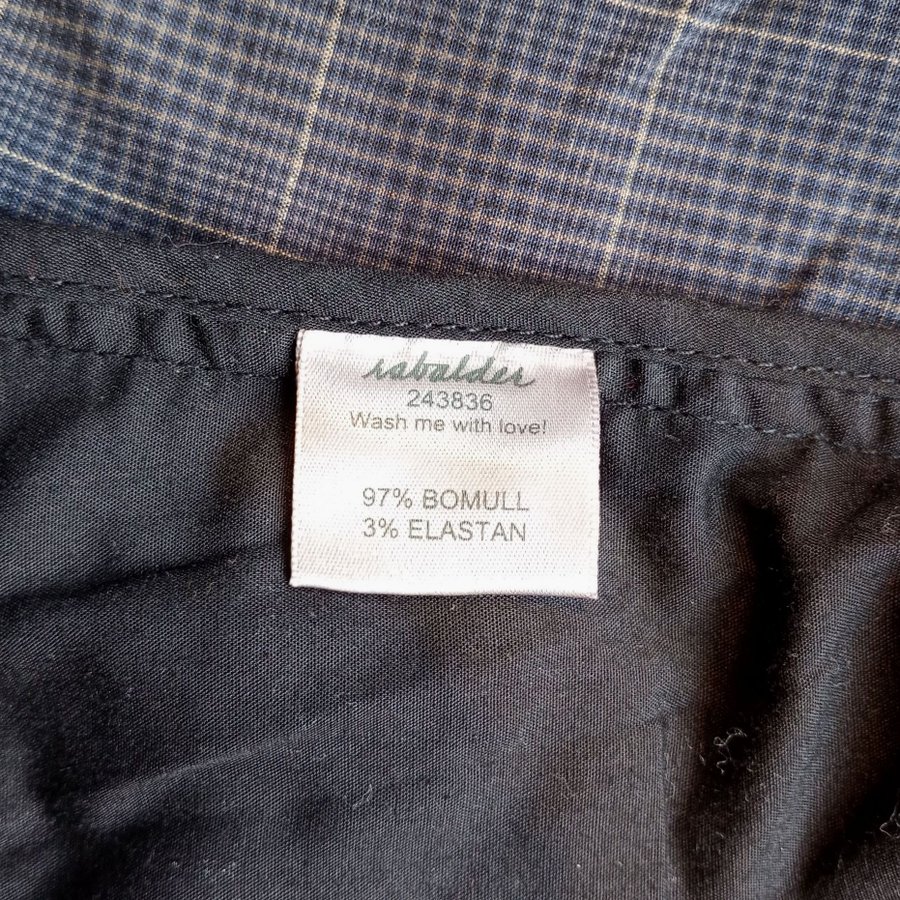 rabalder
243836
Wash me with love!
97% BOMULL
3% ELASTAN